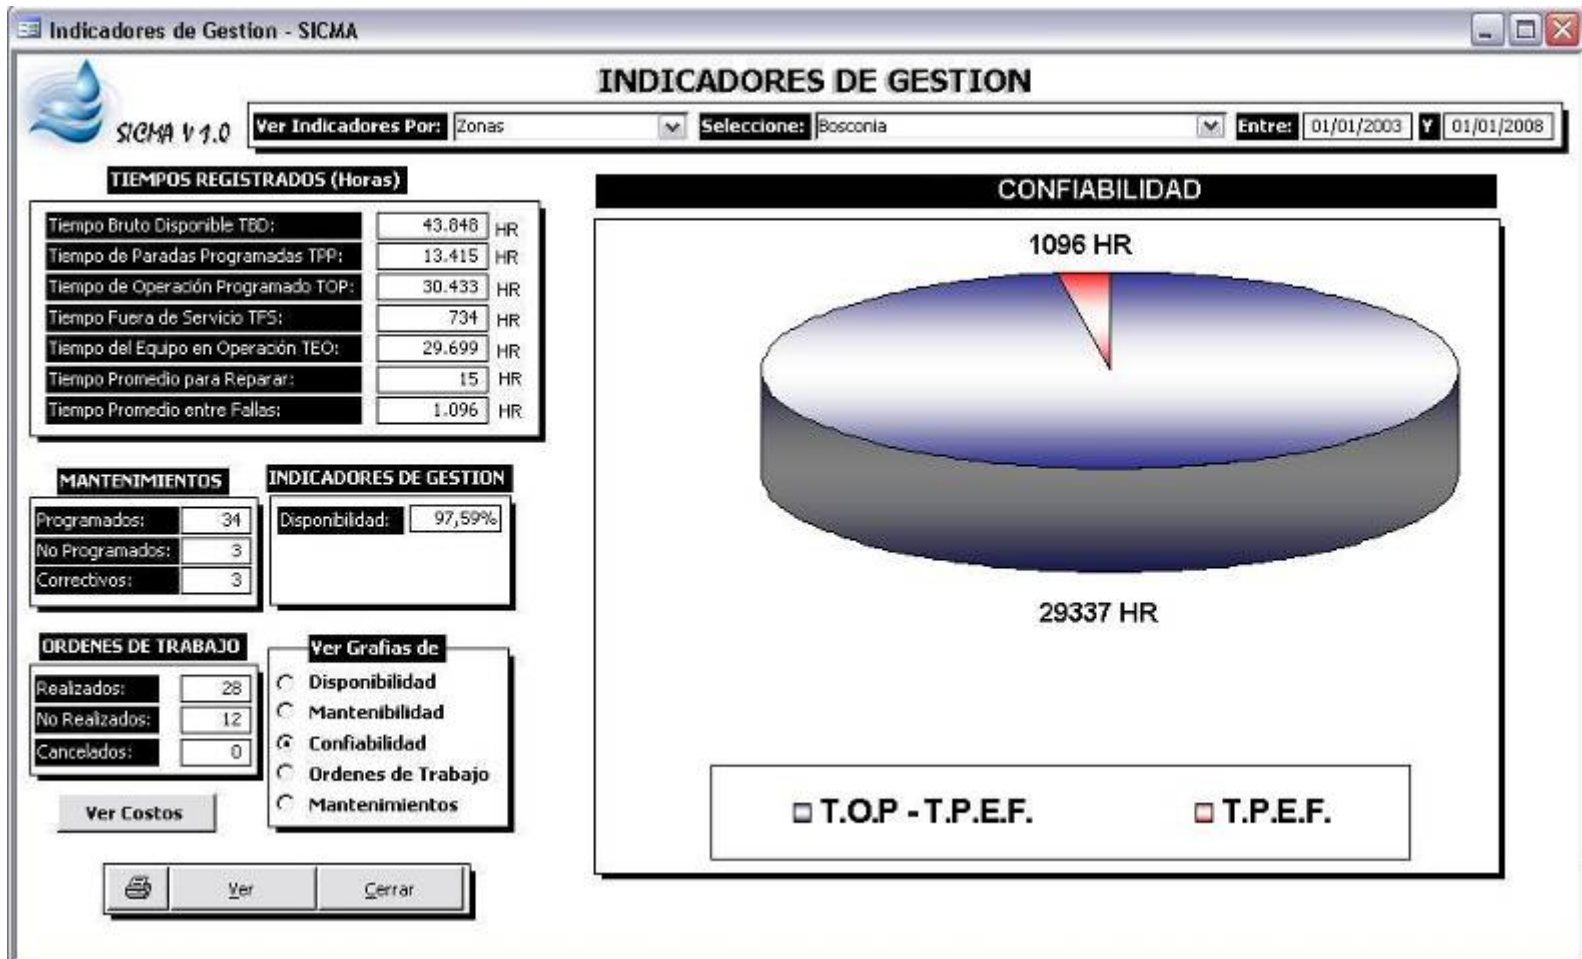 Indicadores de Gestion - SICMA
INDICADORES DE GESTION
SICMA V 1.0
Ver Indicadores Por: Zonas Seleccione: Bosconia Entre: 01/01/2003 Y 01/01/2008
TIEMPOS REGISTRADOS (Horas)
Tiempo Bruto Disponible TBD: 43.848 HR
Tiempo de Paradas Programadas TPP: 13.415 HR
Tiempo de Operación Programado TOP: 30.433 HR
Tiempo Fuera de Servicio TFS: 734 HR
Tiempo del Equipo en Operación TEO: 29.699 HR
Tiempo Promedio para Reparar: 15 HR
Tiempo Promedio entre Fallas: 1.096 HR
MANTENIMIENTOS
Programados: 34
No Programados: 3
Correctivos: 3
INDICADORES DE GESTION
Disponibilidad: 97,59%
ORDENES DE TRABAJO
Realizados: 28
No Realizados: 12
Cancelados: 0
Ver Grafias de
Disponibilidad
Mantenibilidad
Confiabilidad
Ordenes de Trabajo
Mantenimientos
Ver Costos
Ver Cerrar
CONFIABILIDAD
1096 HR
29337 HR
T.O.P - T.P.E.F. T.P.E.F.